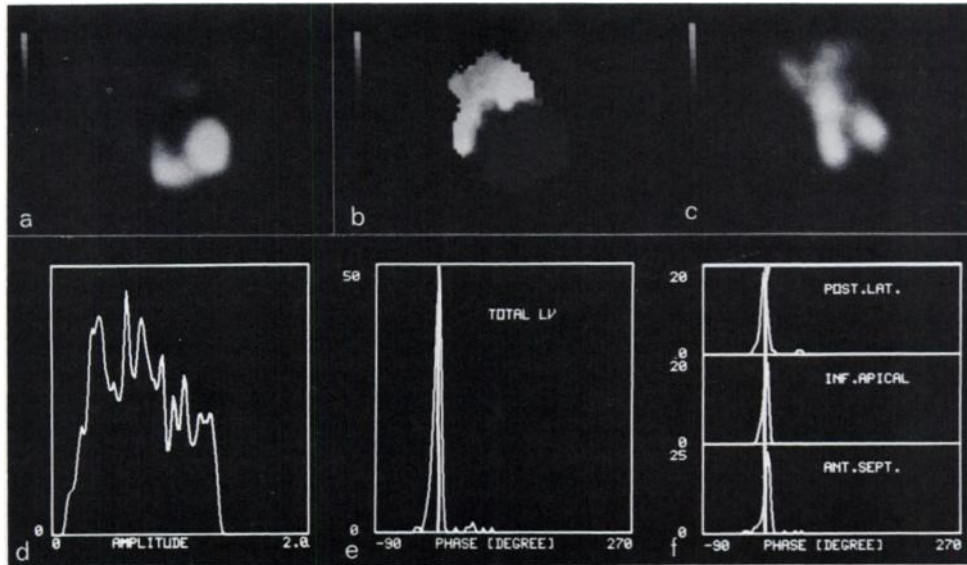 a
b
c
50
20
POST.LAT.
TOTAL LV
0
20
INF.APICAL
0
25
ANT.SEPT.
0
0
0
d
0
AMPLITUDE
2.0
e
-90
PHASE [DEGREE]
270
f
-90
PHASE [DEGREE]
270